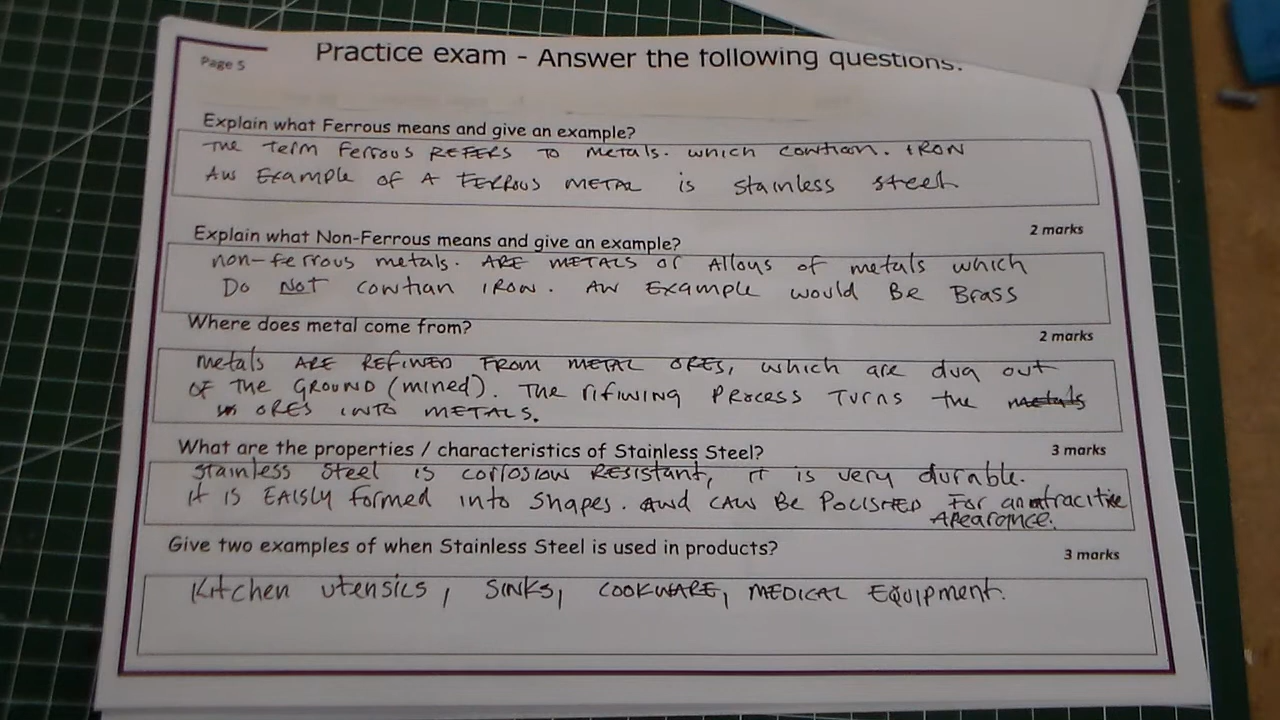 Page 5
Practice exam - Answer the following questions.
Explain what Ferrous means and give an example?
The Term Ferrous REFERS TO Metals. which contian. IRON
AN Example of A FERROUS METAL is stainless steel
2 marks
Explain what Non-Ferrous means and give an example?
non-ferrous metals. ARE METALS or Alloys of metals which
Do NOT contian IRON. AN Example would Be Brass
2 marks
Where does metal come from?
metals ARE REFINED FROM METAL ORES, which are dug out
OF THE GROUND (mined). The rifining PROCESS TURNS the metals
ORES INTO METALS.
3 marks
What are the properties / characteristics of Stainless Steel?
stainless Steel is corrosion RESISTANT, it is very durable.
it is EAISLY formed into shapes. And CAN BE POLISHED For an attracitive
APearance.
3 marks
Give two examples of when Stainless Steel is used in products?
Kitchen utensils, SINKS, COOKWARE, MEDICAL EQUIPMENT.